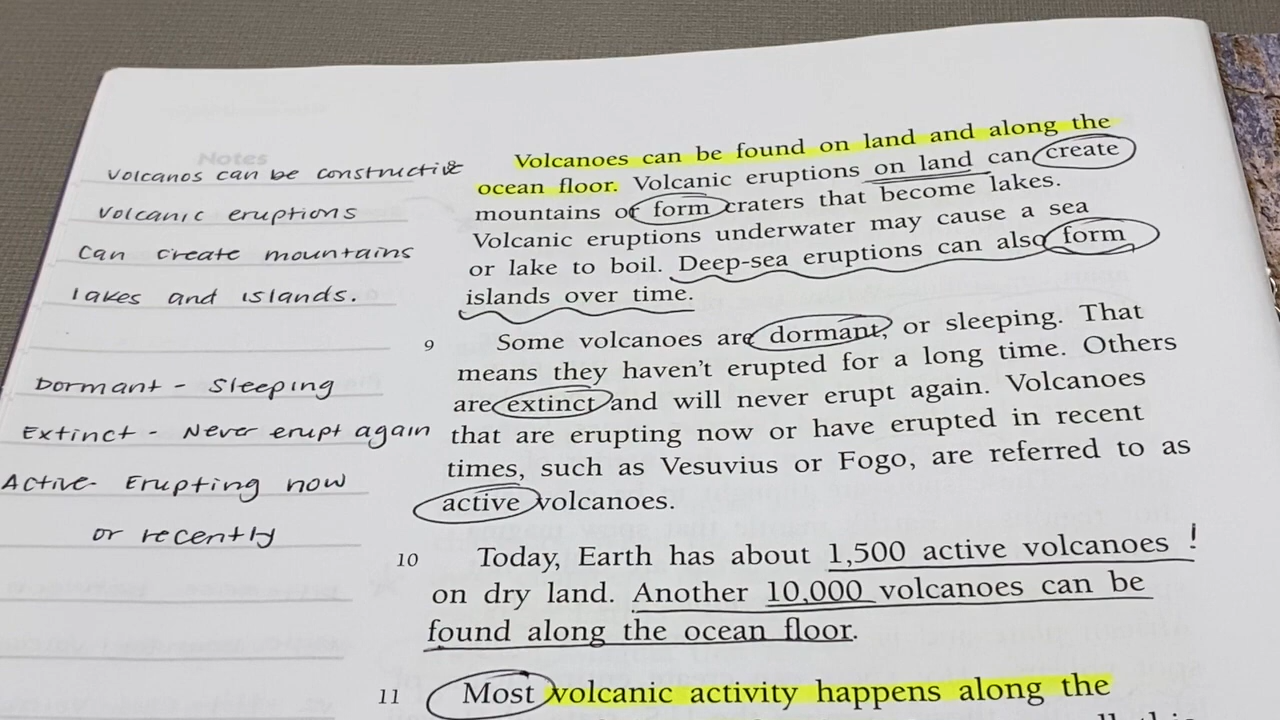 Notes
Volcanos can be constructive
Volcanic eruptions
can create mountains
lakes and islands.
Dormant - Sleeping
Extinct - Never erupt again
Active- Erupting now
or recently
Volcanoes can be found on land and along the
ocean floor. Volcanic eruptions on land can create
mountains or form craters that become lakes.
Volcanic eruptions underwater may cause a sea
or lake to boil. Deep-sea eruptions can also form
islands over time.
9 Some volcanoes are dormant, or sleeping. That
means they haven't erupted for a long time. Others
are extinct and will never erupt again. Volcanoes
that are erupting now or have erupted in recent
times, such as Vesuvius or Fogo, are referred to as
active volcanoes.
10 Today, Earth has about 1,500 active volcanoes !
on dry land. Another 10,000 volcanoes can be
found along the ocean floor.
11 Most volcanic activity happens along the